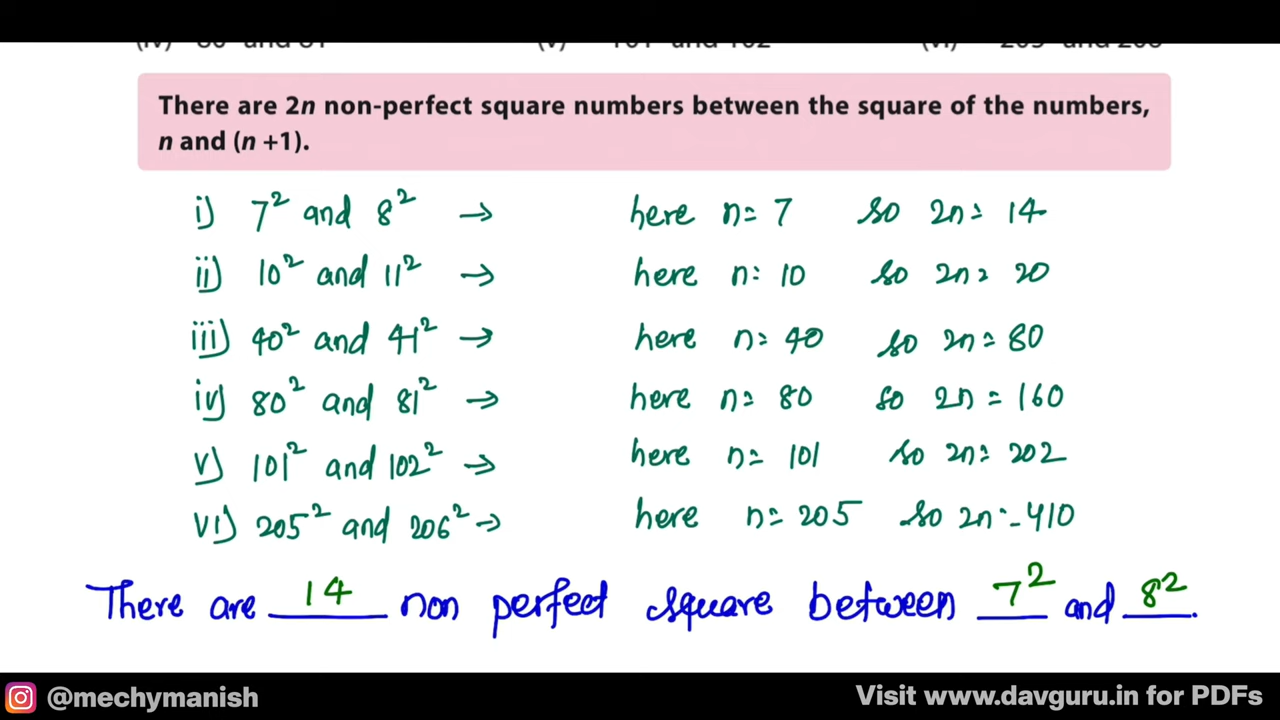 There are 2n non-perfect square numbers between the square of the numbers,
n and (n +1).
i) 7² and 8² → here n= 7 so 2n= 14
ii) 10² and 11² → here n= 10 so 2n= 20
iii) 40² and 41² → here n= 40 so 2n= 80
iv) 80² and 81² → here n= 80 so 2n = 160
v) 101² and 102² → here n= 101 so 2n= 202
vi) 205² and 206² → here n= 205 so 2n= 410
There are 14 non perfect square between 7² and 8².
@mechymanish
Visit www.davguru.in for PDFs